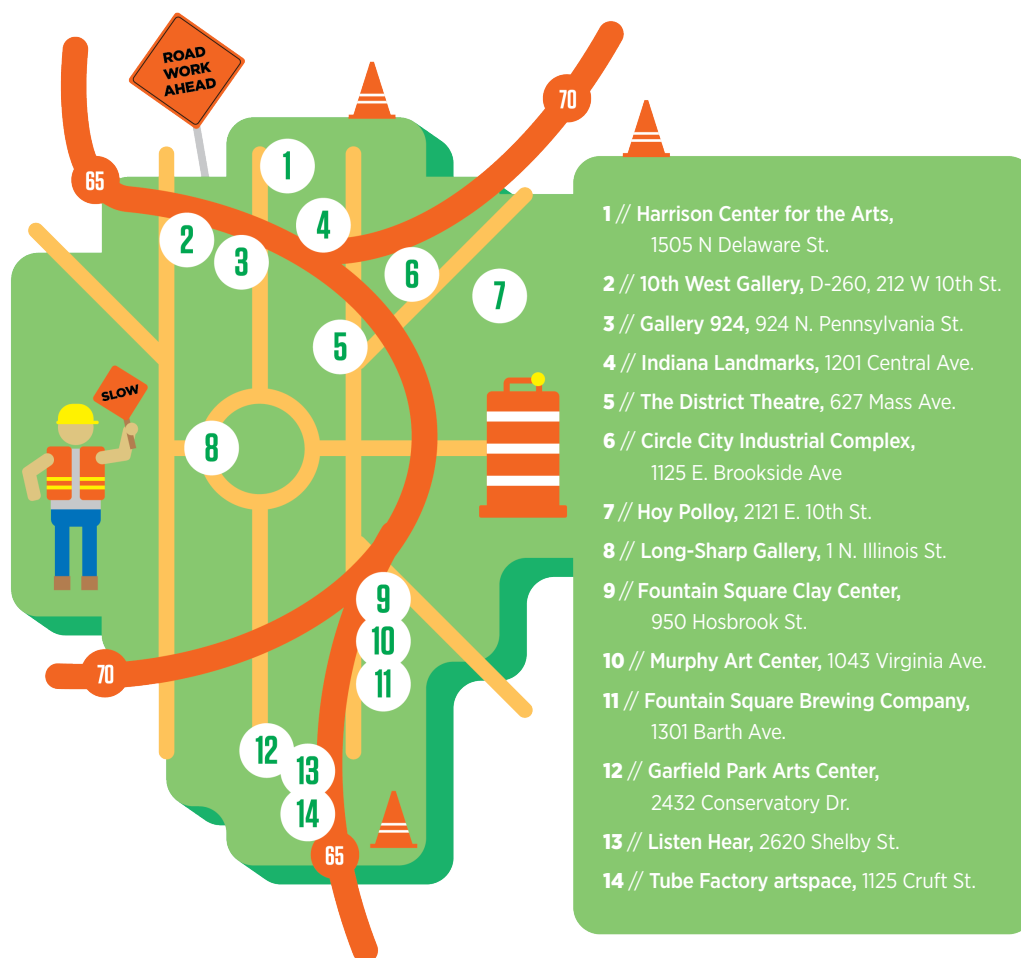 ROAD
WORK
AHEAD
70
65
1
4
2
3
6
7
5
SLOW
8
9
10
11
70
12
13
14
65
1 // Harrison Center for the Arts,
1505 N Delaware St.
2 // 10th West Gallery, D-260, 212 W 10th St.
3 // Gallery 924, 924 N. Pennsylvania St.
4 // Indiana Landmarks, 1201 Central Ave.
5 // The District Theatre, 627 Mass Ave.
6 // Circle City Industrial Complex,
1125 E. Brookside Ave
7 // Hoy Polloy, 2121 E. 10th St.
8 // Long-Sharp Gallery, 1 N. Illinois St.
9 // Fountain Square Clay Center,
950 Hosbrook St.
10 // Murphy Art Center, 1043 Virginia Ave.
11 // Fountain Square Brewing Company,
1301 Barth Ave.
12 // Garfield Park Arts Center,
2432 Conservatory Dr.
13 // Listen Hear, 2620 Shelby St.
14 // Tube Factory artspace, 1125 Cruft St.